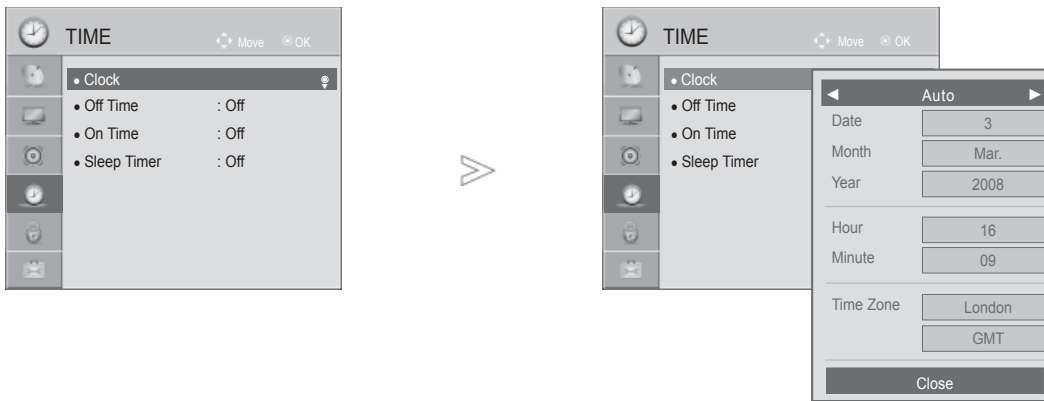 TIME Move OK
• Clock
• Off Time : Off
• On Time : Off
• Sleep Timer : Off
TIME Move OK
• Clock
• Off Time
• On Time
• Sleep Timer
◄ Auto ►
Date 3
Month Mar.
Year 2008
Hour 16
Minute 09
Time Zone London
GMT
Close